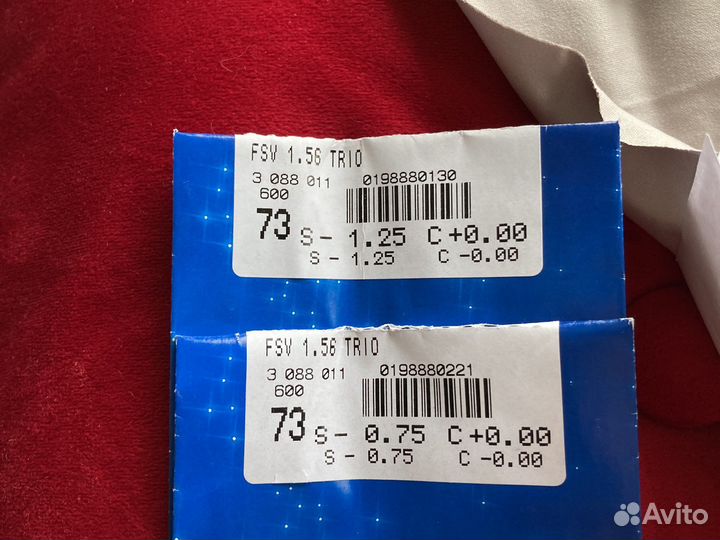 FSV 1.56 TRIO
3 088 011 0198880130
600
73 S - 1.25 C +0.00
S - 1.25 C -0.00
FSV 1.56 TRIO
3 088 011 0198880221
600
73 S - 0.75 C +0.00
S - 0.75 C -0.00
Avito